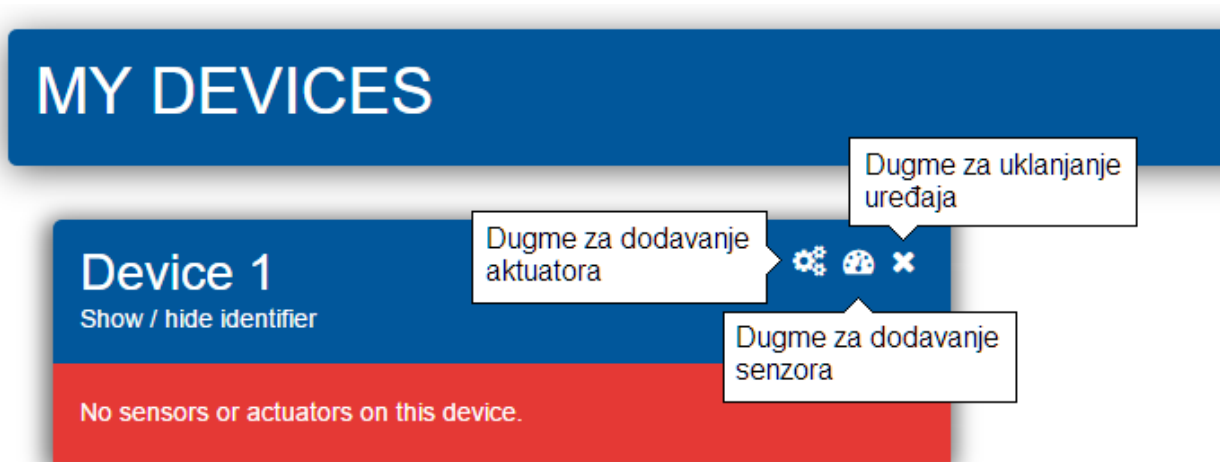 MY DEVICES
Dugme za uklanjanje
uređaja
Dugme za dodavanje
aktuatora
Device 1
Show / hide identifier
Dugme za dodavanje
senzora
No sensors or actuators on this device.